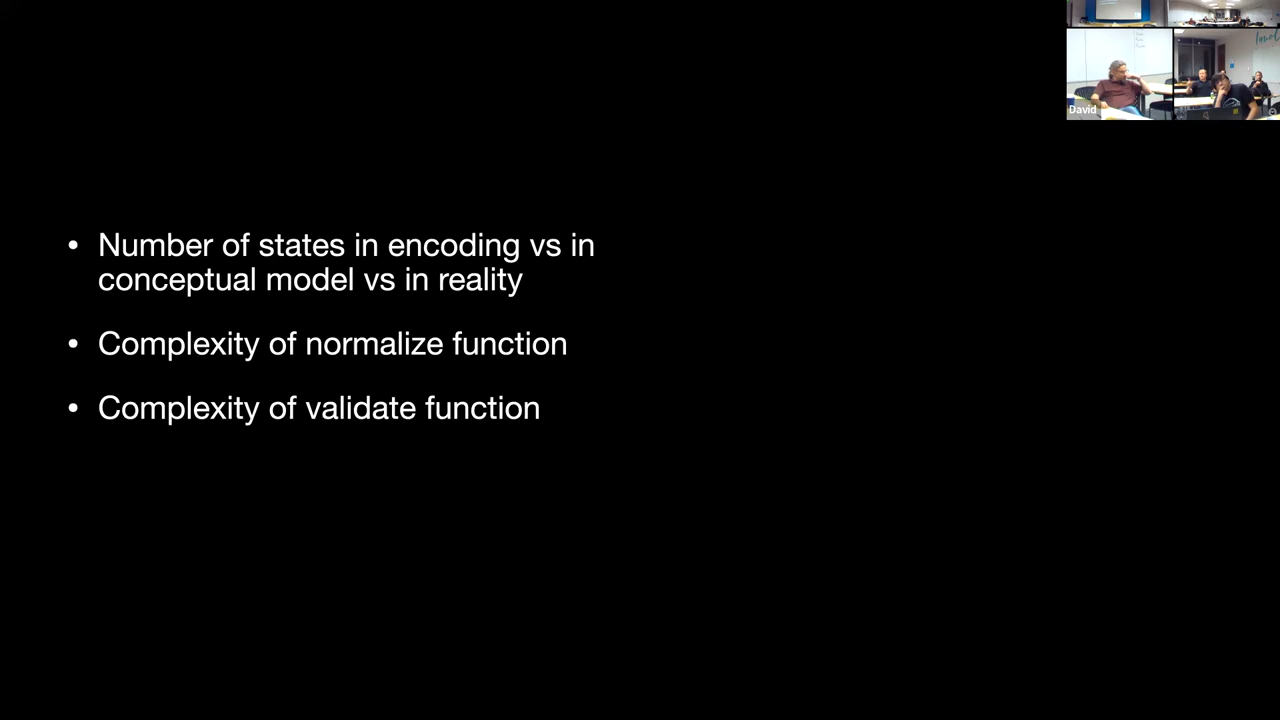 David
• Number of states in encoding vs in
conceptual model vs in reality
• Complexity of normalize function
• Complexity of validate function